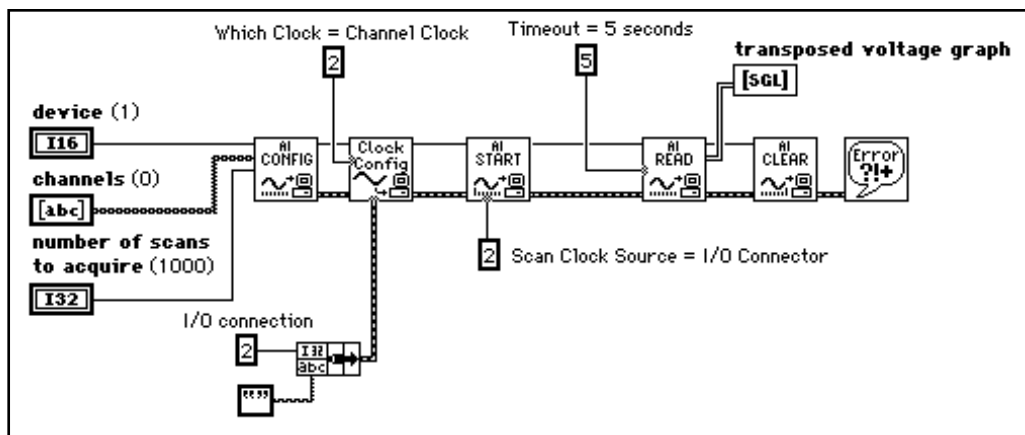 Which Clock = Channel Clock
2
Timeout = 5 seconds
5
transposed voltage graph
[SGL]
device (1)
I16
channels (0)
[abc]
number of scans
to acquire (1000)
I32
AI
CONFIG
Clock
Config
AI
START
AI
READ
AI
CLEAR
Error
?!+
2
Scan Clock Source = I/O Connector
I/O connection
2
I32
abc
“”